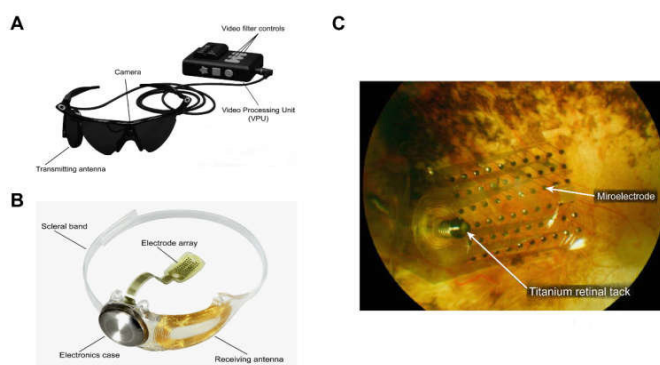 A
Video filter controls
Camera
Video Processing Unit
(VPU)
Transmitting antenna
B
Scleral band
Electrode array
Electronics case
Receiving antenna
C
Miroelectrode
Titanium retinal tack